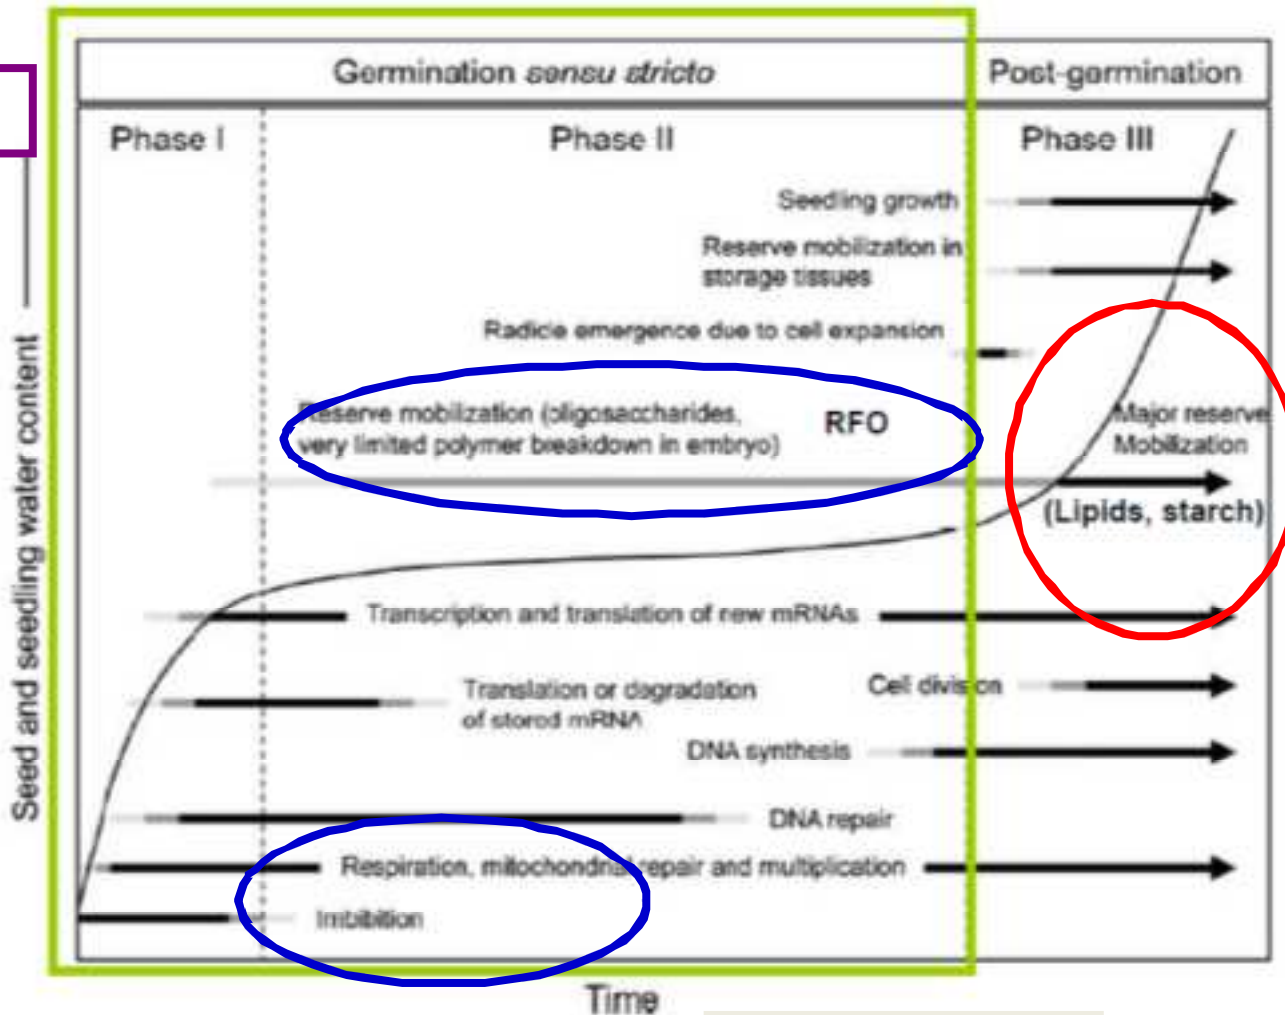 Germination sensu stricto
Post-germination
Phase I
Phase II
Phase III
Seedling growth
Reserve mobilization in
storage tissues
Radicle emergence due to cell expansion
Reserve mobilization (oligosaccharides,
very limited polymer breakdown in embryo)
RFO
Major reserve
Mobilization
(Lipids, starch)
Transcription and translation of new mRNAs
Translation or degradation
of stored mRNA
Cell division
DNA synthesis
DNA repair
Respiration, mitochondrial repair and multiplication
Imbibition
Seed and seedling water content
Time